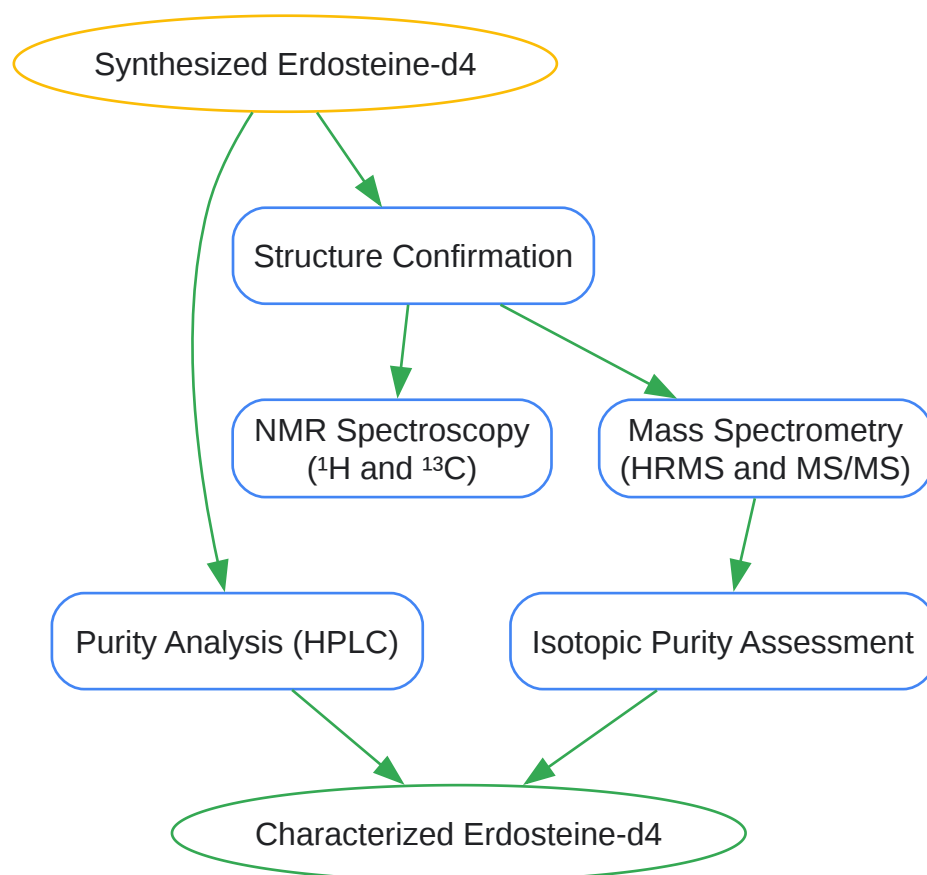 Synthesized Erdosteine-d4
Structure Confirmation
NMR Spectroscopy
(¹H and ¹³C)
Mass Spectrometry
(HRMS and MS/MS)
Purity Analysis (HPLC)
Isotopic Purity Assessment
Characterized Erdosteine-d4